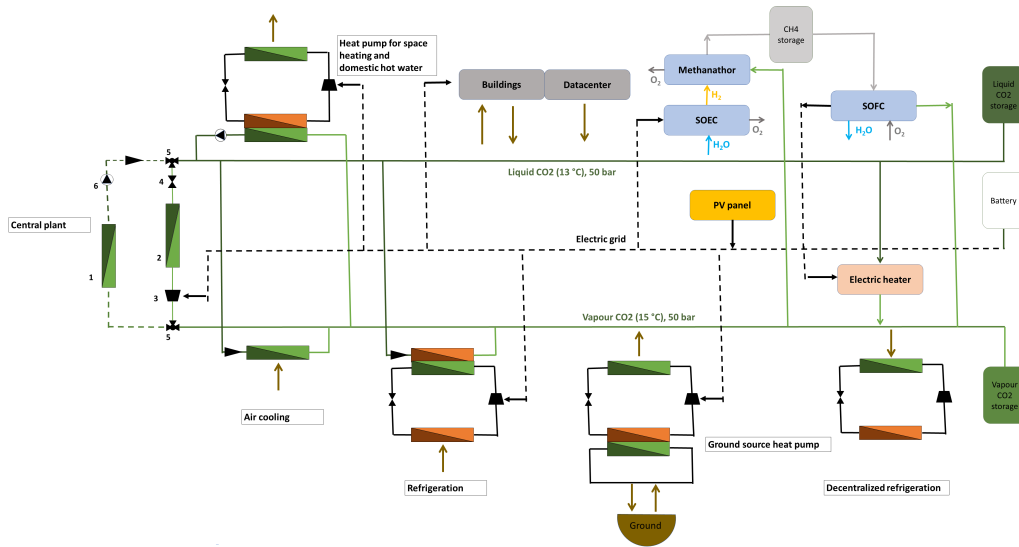 Heat pump for space
heating and
domestic hot water
CH4
storage
Buildings
Datacenter
Methanathor
O2
H2
SOEC
O2
H2O
SOFC
H2O
O2
Liquid
CO2
storage
5
Liquid CO2 (13 °C), 50 bar
6
4
Central plant
PV panel
Battery
Electric grid
2
1
Electric heater
3
Vapour CO2 (15 °C), 50 bar
5
Vapour
CO2
storage
Air cooling
Ground source heat pump
Refrigeration
Decentralized refrigeration
Ground